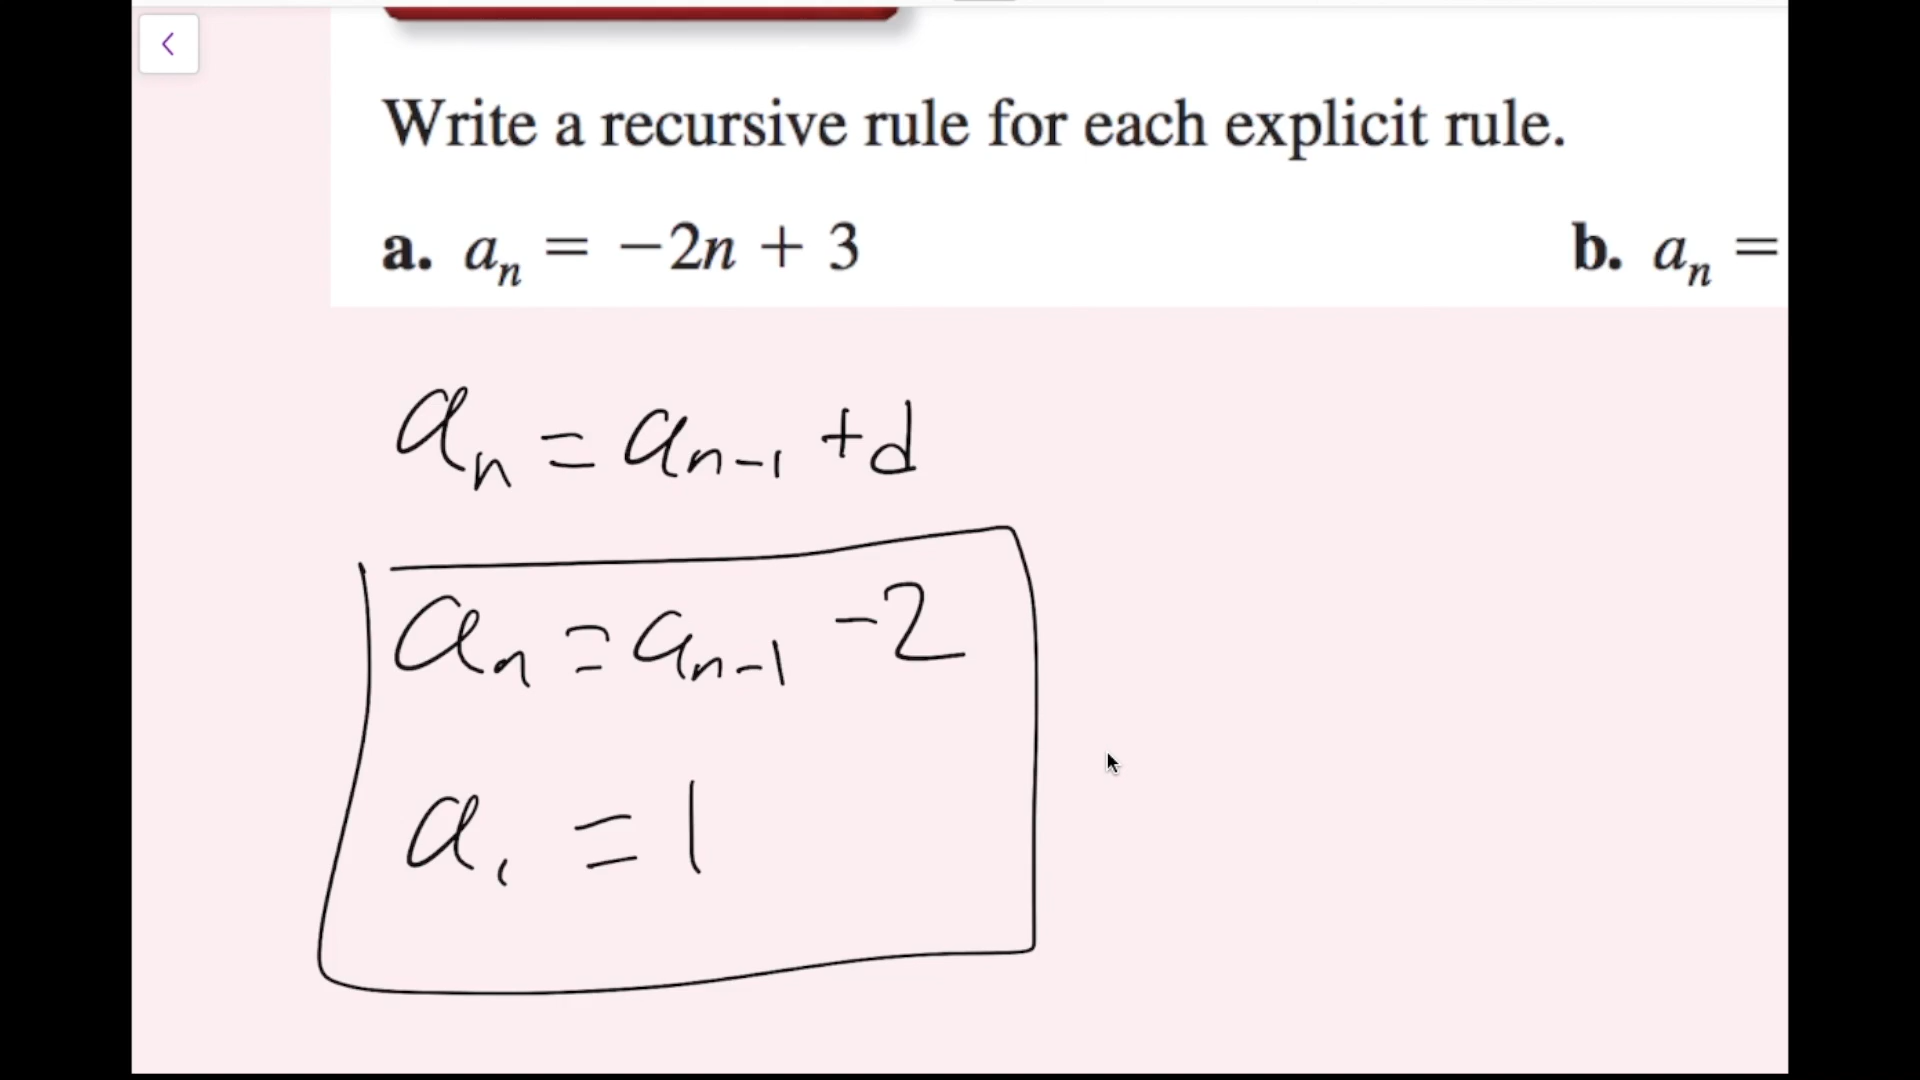 Write a recursive rule for each explicit rule.
a. aₙ = −2n + 3
b. aₙ =
aₙ = aₙ₋₁ + d
aₙ = aₙ₋₁ − 2
a₁ = 1